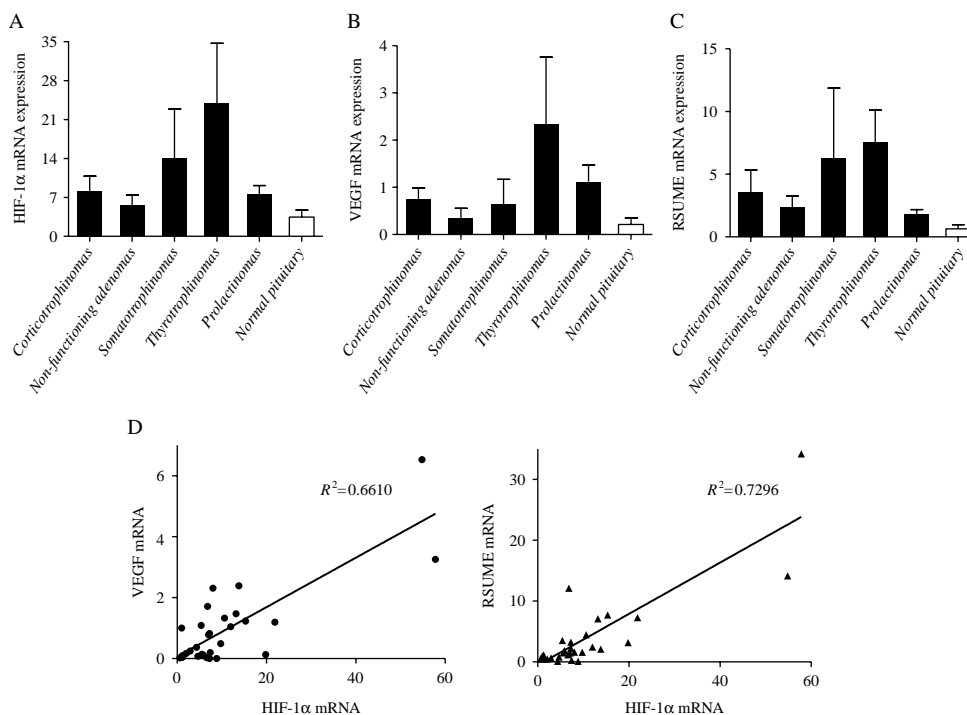 A
HIF-1α mRNA expression
35
28
21
14
7
0
Corticotrophinomas
Non-functioning adenomas
Somatotrophinomas
Thyrotrophinomas
Prolactinomas
Normal pituitary
B
VEGF mRNA expression
4
3
2
1
0
Corticotrophinomas
Non-functioning adenomas
Somatotrophinomas
Thyrotrophinomas
Prolactinomas
Normal pituitary
C
RSUME mRNA expression
15
10
5
0
Corticotrophinomas
Non-functioning adenomas
Somatotrophinomas
Thyrotrophinomas
Prolactinomas
Normal pituitary
D
VEGF mRNA
6
4
2
0
R²=0.6610
0 20 40 60
HIF-1α mRNA
RSUME mRNA
30
20
10
0
R²=0.7296
0 20 40 60
HIF-1α mRNA